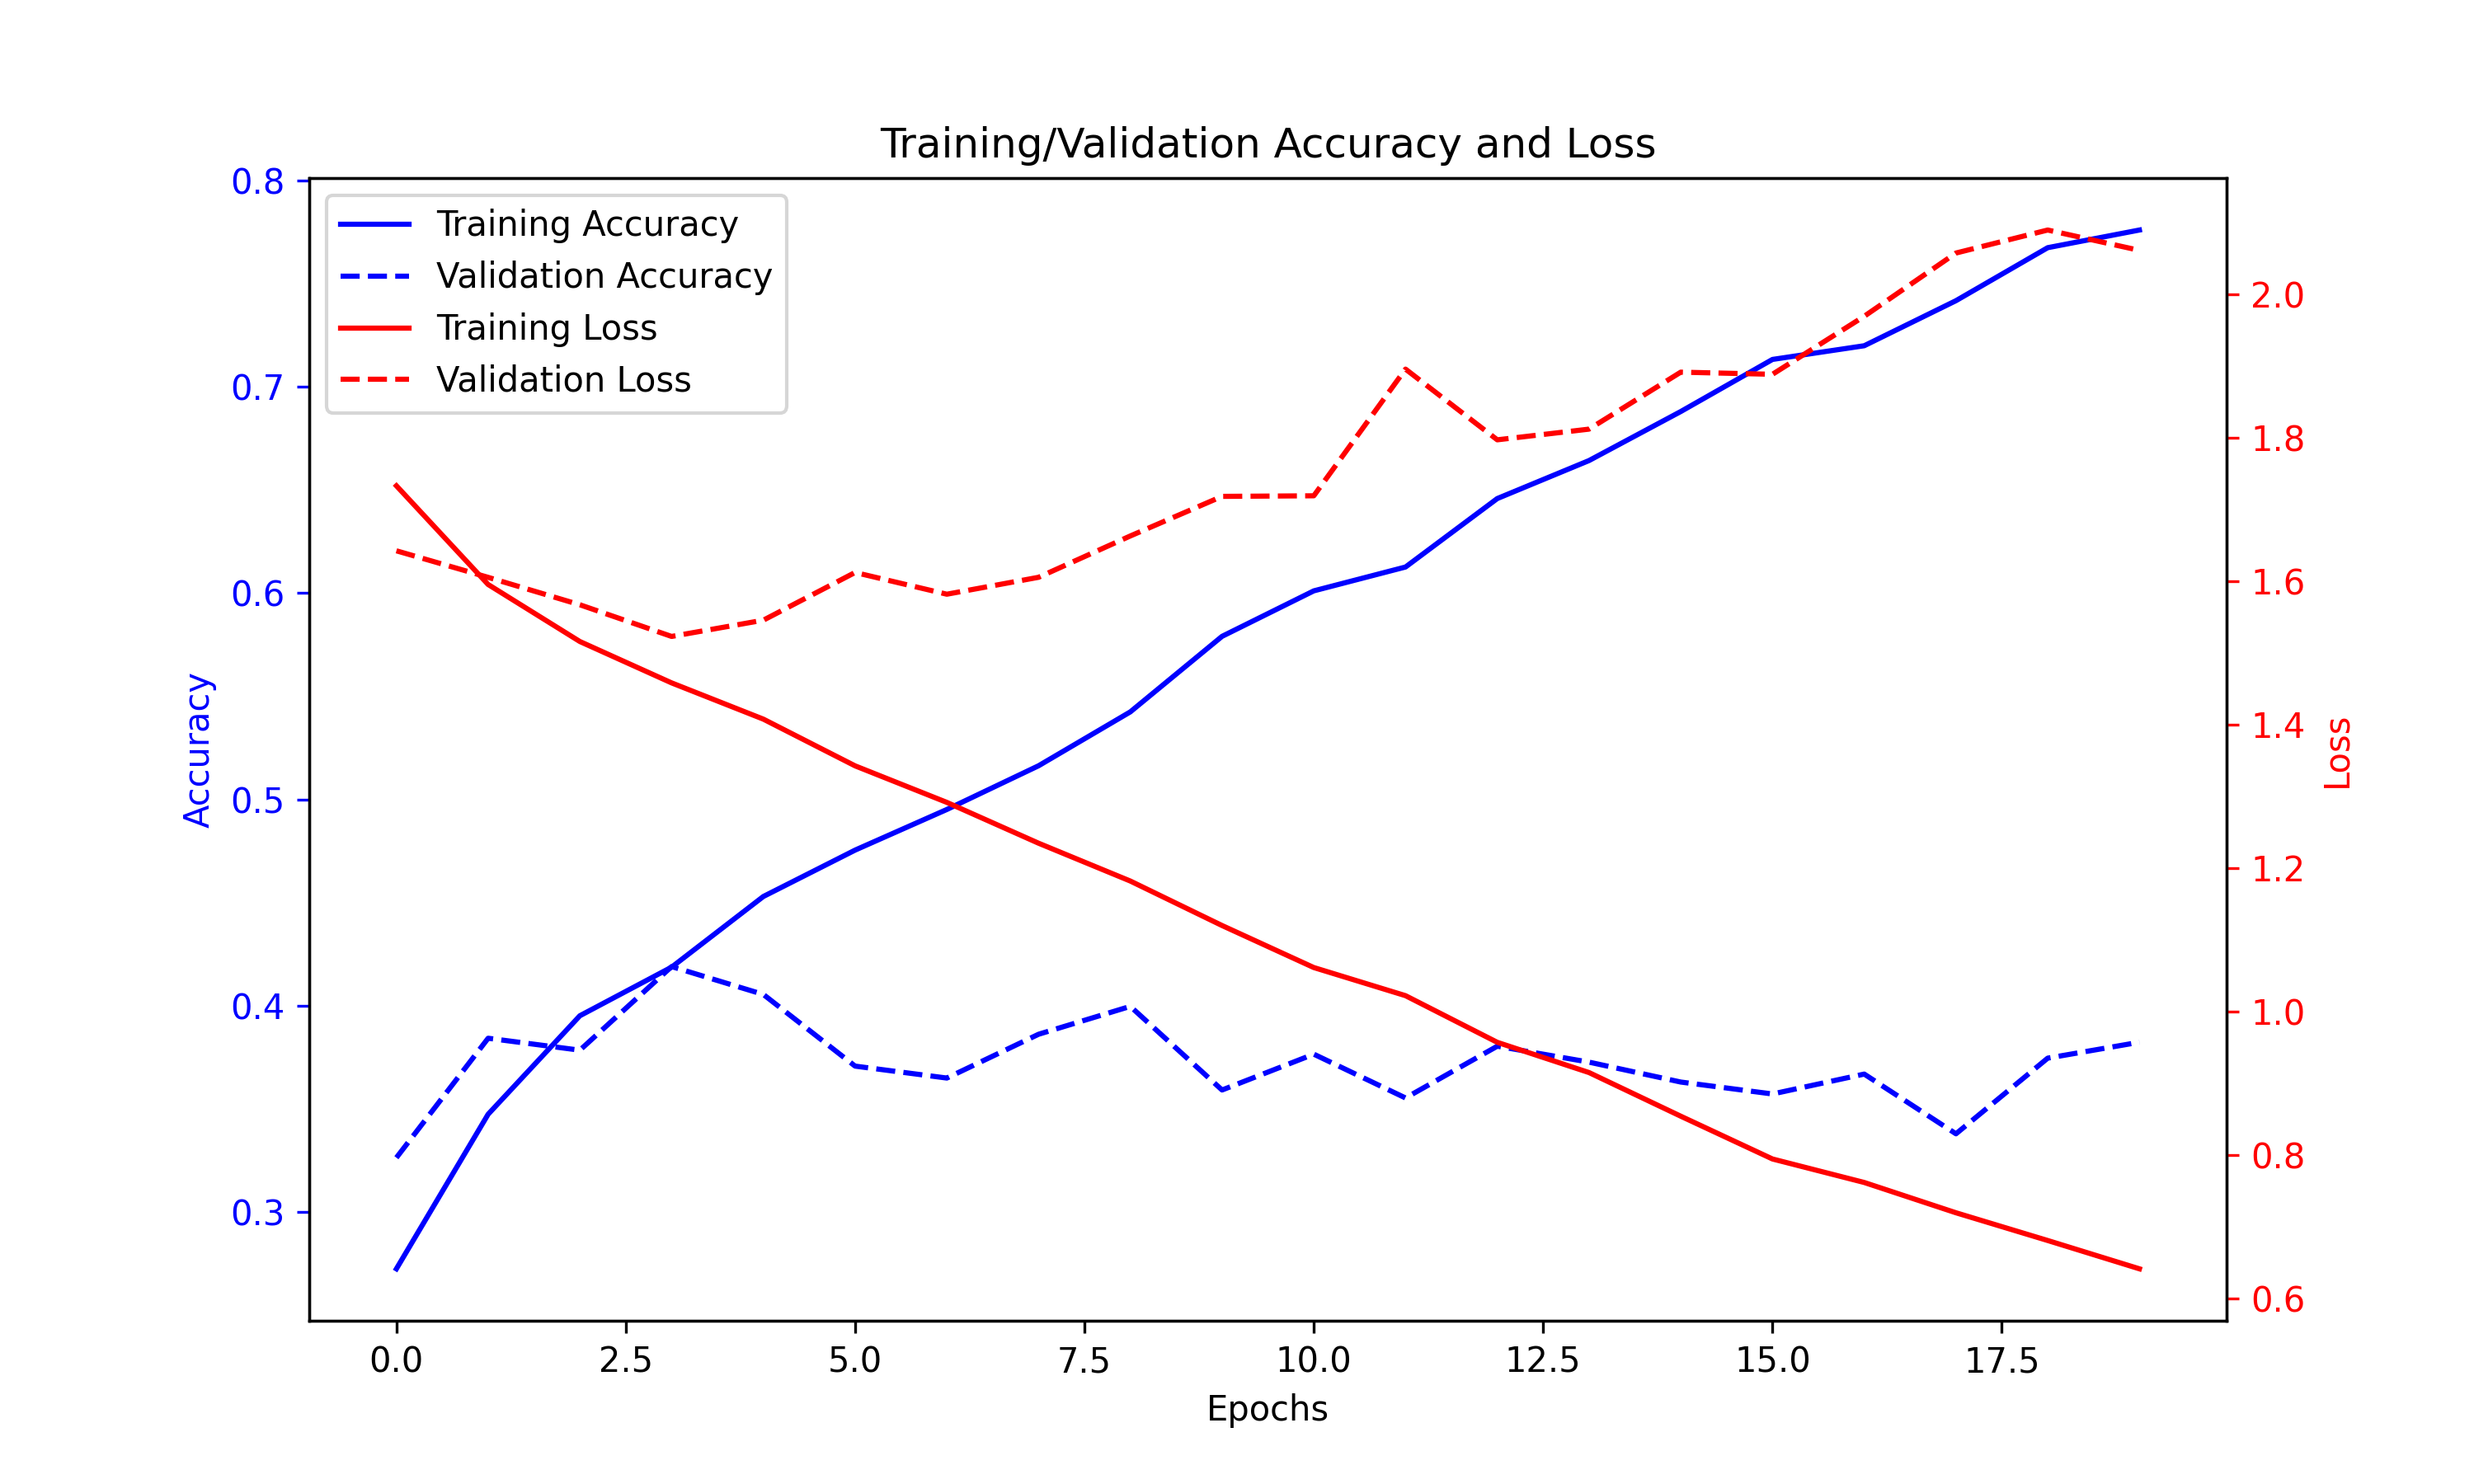 Training/Validation Accuracy and Loss
Training Accuracy
Validation Accuracy
Training Loss
Validation Loss
Accuracy
0.8
0.7
0.6
0.5
0.4
0.3
2.0
1.8
1.6
1.4
1.2
1.0
0.8
0.6
Loss
0.0 2.5 5.0 7.5 10.0 12.5 15.0 17.5
Epochs